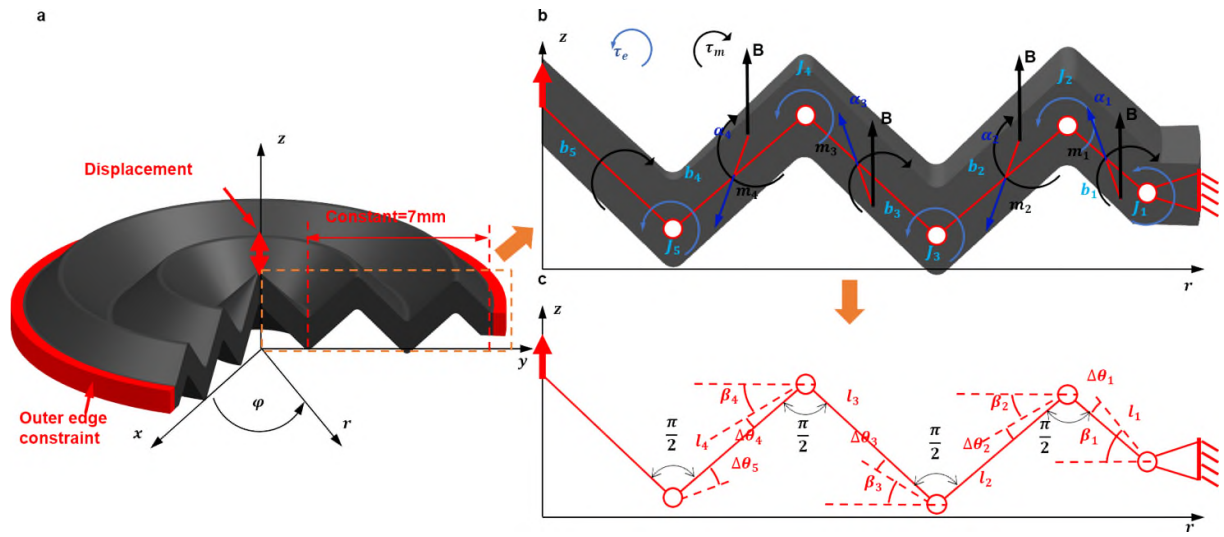 a
z
Displacement
Constant=7mm
y
Outer edge
constraint
x
φ
r
b
z
τₑ
τₘ
B
J₄
B
J₂
α₄
α₃
B
α₂
α₁
B
b₅
b₄
m₃
b₂
m₁
m₄
b₃
m₂
b₁
J₁
J₅
J₃
r
c
z
β₄
l₃
β₂
Δθ₁
l₁
π/2
l₄
Δθ₄
π/2
Δθ₃
π/2
Δθ₂
π/2
β₁
Δθ₅
β₃
l₂
r